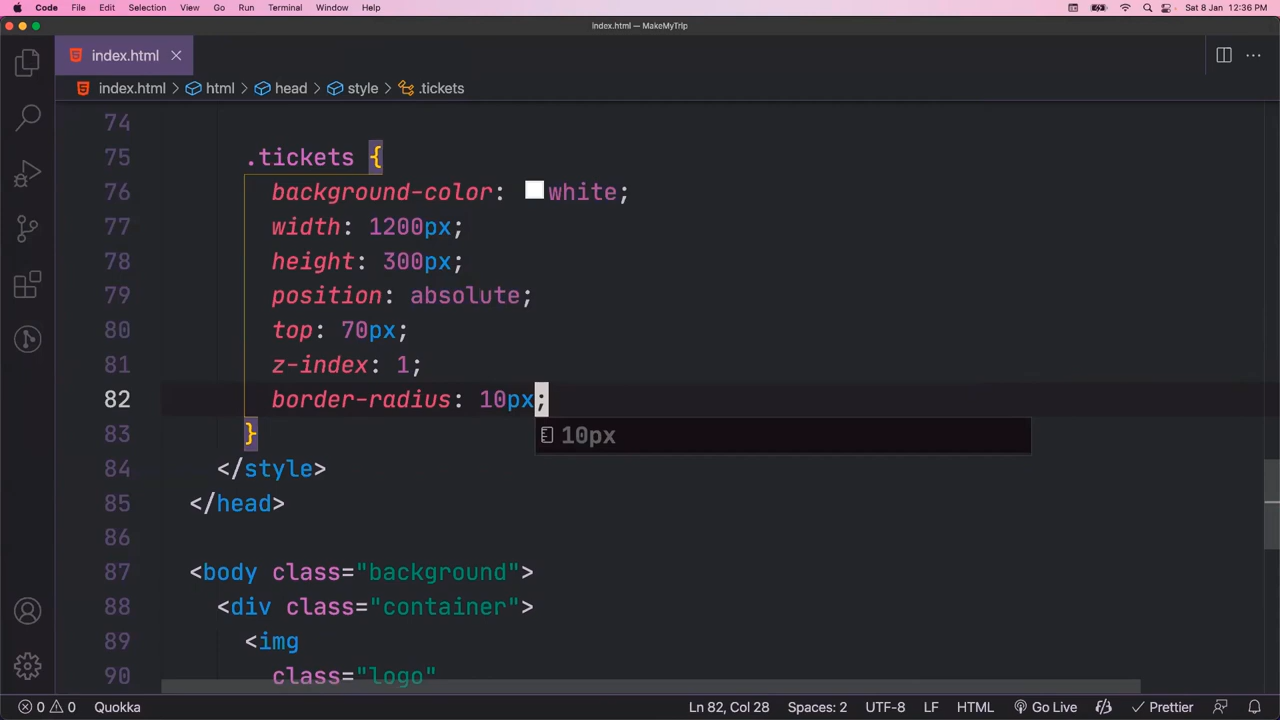 Code File Edit Selection View Go Run Terminal Window Help Sat 8 Jan 12:36 PM
index.html — MakeMyTrip
index.html
index.html > html > head > style > .tickets
74
75 .tickets {
76 background-color: white;
77 width: 1200px;
78 height: 300px;
79 position: absolute;
80 top: 70px;
81 z-index: 1;
82 border-radius: 10px;
10px
83 }
84 </style>
85 </head>
86
87 <body class="background">
88 <div class="container">
89 <img
90 class="logo"
0 0 Quokka Ln 82, Col 28 Spaces: 2 UTF-8 LF HTML Go Live Prettier